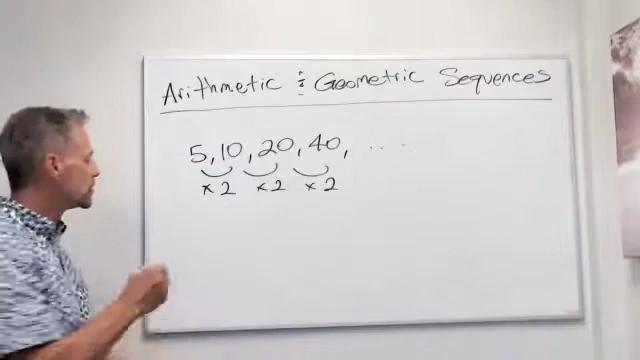 Arithmetic & Geometric Sequences
5, 10, 20, 40, . . . .
×2 ×2 ×2